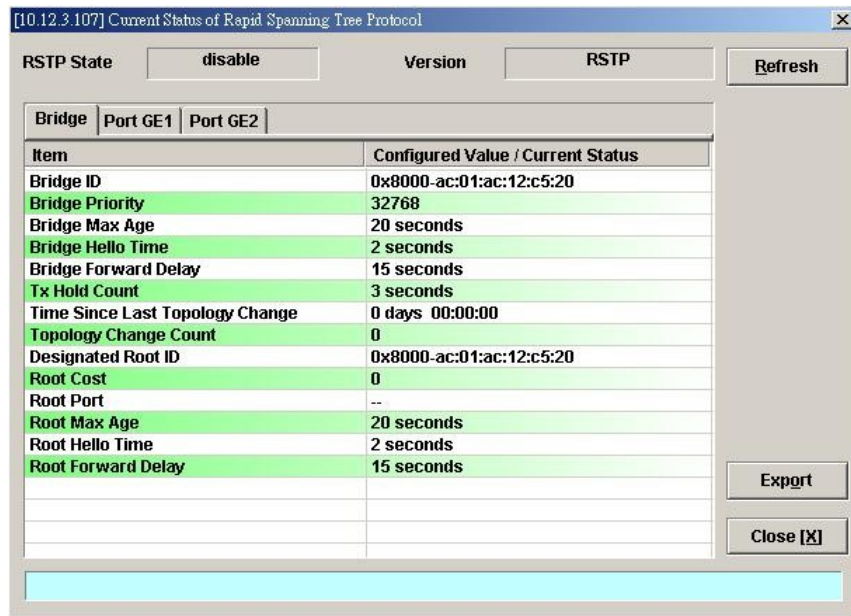 [10.12.3.107] Current Status of Rapid Spanning Tree Protocol
RSTP State disable Version RSTP Refresh
Bridge Port GE1 Port GE2
Item Configured Value / Current Status
Bridge ID 0x8000-ac:01:ac:12:c5:20
Bridge Priority 32768
Bridge Max Age 20 seconds
Bridge Hello Time 2 seconds
Bridge Forward Delay 15 seconds
Tx Hold Count 3 seconds
Time Since Last Topology Change 0 days 00:00:00
Topology Change Count 0
Designated Root ID 0x8000-ac:01:ac:12:c5:20
Root Cost 0
Root Port --
Root Max Age 20 seconds
Root Hello Time 2 seconds
Root Forward Delay 15 seconds
Export
Close [X]